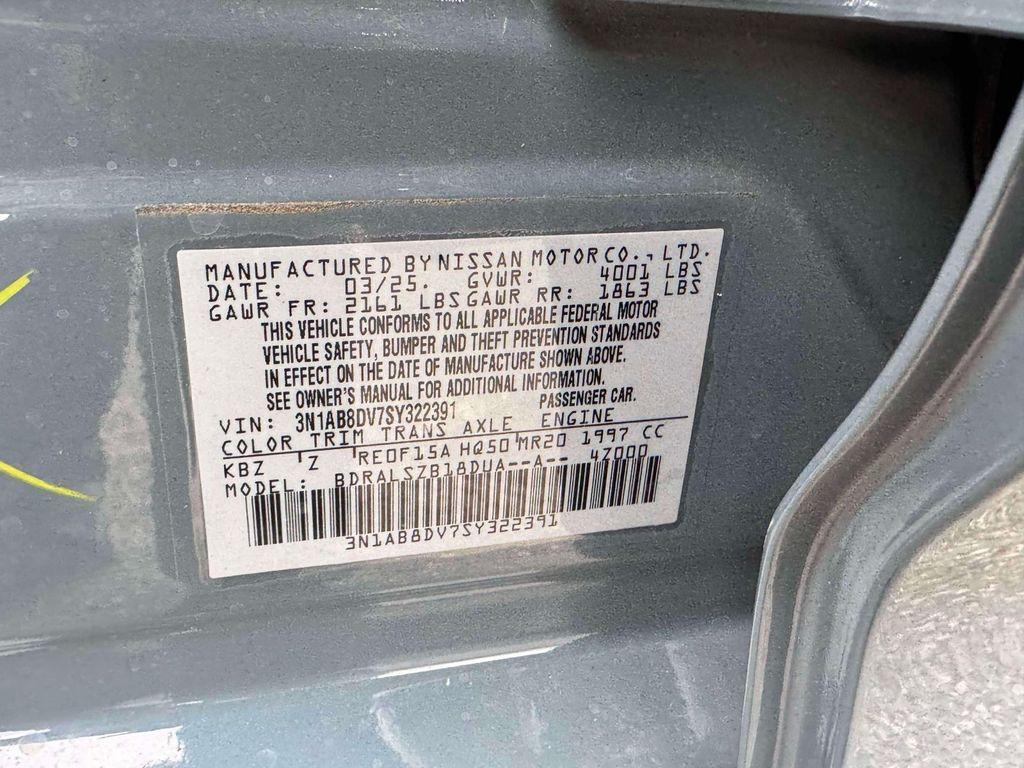 MANUFACTURED BY NISSAN MOTOR CO., LTD.
DATE: 03/25. GVWR: 4001 LBS
GAWR FR: 2161 LBS GAWR RR: 1863 LBS
THIS VEHICLE CONFORMS TO ALL APPLICABLE FEDERAL MOTOR
VEHICLE SAFETY, BUMPER AND THEFT PREVENTION STANDARDS
IN EFFECT ON THE DATE OF MANUFACTURE SHOWN ABOVE.
SEE OWNER'S MANUAL FOR ADDITIONAL INFORMATION.
VIN: 3N1AB8DV7SY322391 PASSENGER CAR.
COLOR TRIM TRANS AXLE ENGINE
KBZ Z RE0F15A HQ50 MR20 1997 CC
MODEL: BDRALSZB18DUA--A-- 4Z000
3N1AB8DV7SY322391